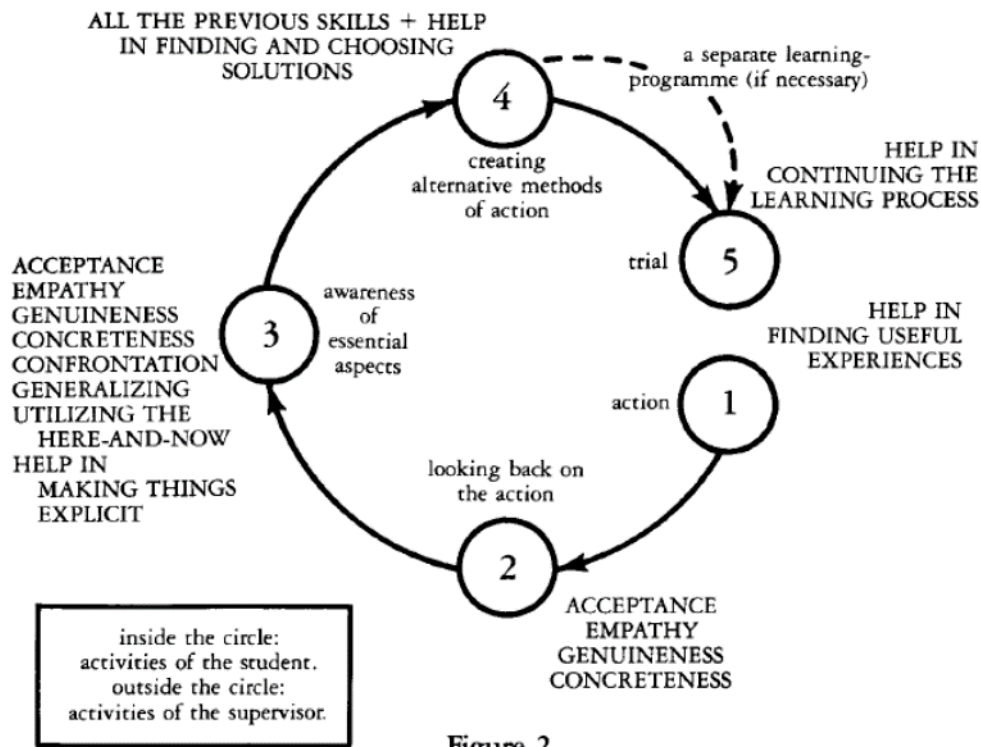 ALL THE PREVIOUS SKILLS + HELP
IN FINDING AND CHOOSING
SOLUTIONS
4
a separate learning-
programme (if necessary)
creating
alternative methods
of action
HELP IN
CONTINUING THE
LEARNING PROCESS
trial
5
ACCEPTANCE
EMPATHY
GENUINENESS
CONCRETENESS
CONFRONTATION
GENERALIZING
UTILIZING THE
HERE-AND-NOW
HELP IN
MAKING THINGS
EXPLICIT
3
awareness
of
essential
aspects
HELP IN
FINDING USEFUL
EXPERIENCES
action
1
looking back on
the action
2
ACCEPTANCE
EMPATHY
GENUINENESS
CONCRETENESS
inside the circle:
activities of the student.
outside the circle:
activities of the supervisor.
Figure 2